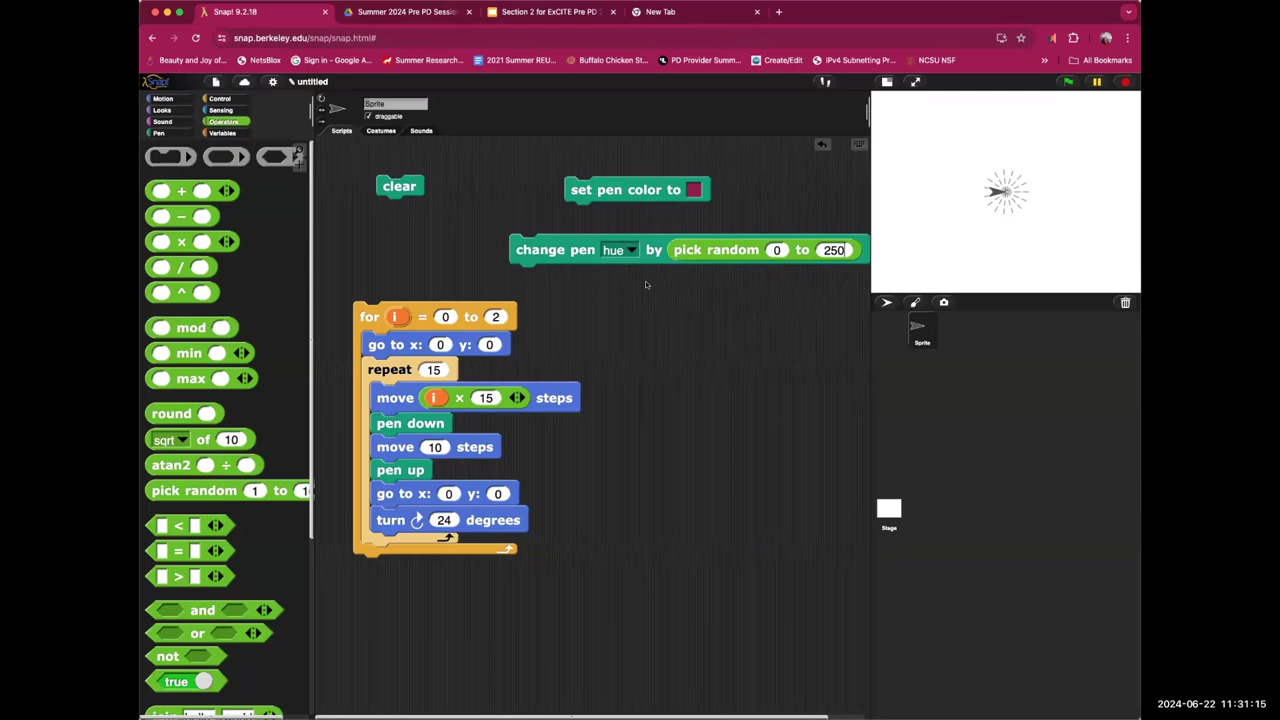 Snap! 9.2.18
Summer 2024 Pre PD Sessio
Section 2 for ExCITE Pre PD
New Tab
snap.berkeley.edu/snap/snap.html#
Beauty and Joy of...
NetsBlox
Sign in - Google A...
Summer Research...
2021 Summer REU...
Buffalo Chicken St...
PD Provider Summ...
Create/Edit
IPv4 Subnetting Pr...
NCSU NSF
»
All Bookmarks
Snap!
untitled
Motion
Control
Looks
Sensing
Sound
Operators
Pen
Variables
Sprite
draggable
Scripts
Costumes
Sounds
+
−
×
/
^
mod
min
max
round
sqrt of 10
atan2 ÷
pick random 1 to 1
<
=
>
and
or
not
true
clear
set pen color to
change pen hue by pick random 0 to 250
for i = 0 to 2
go to x: 0 y: 0
repeat 15
move i × 15 steps
pen down
move 10 steps
pen up
go to x: 0 y: 0
turn 24 degrees
Sprite
Stage
2024-06-22 11:31:15